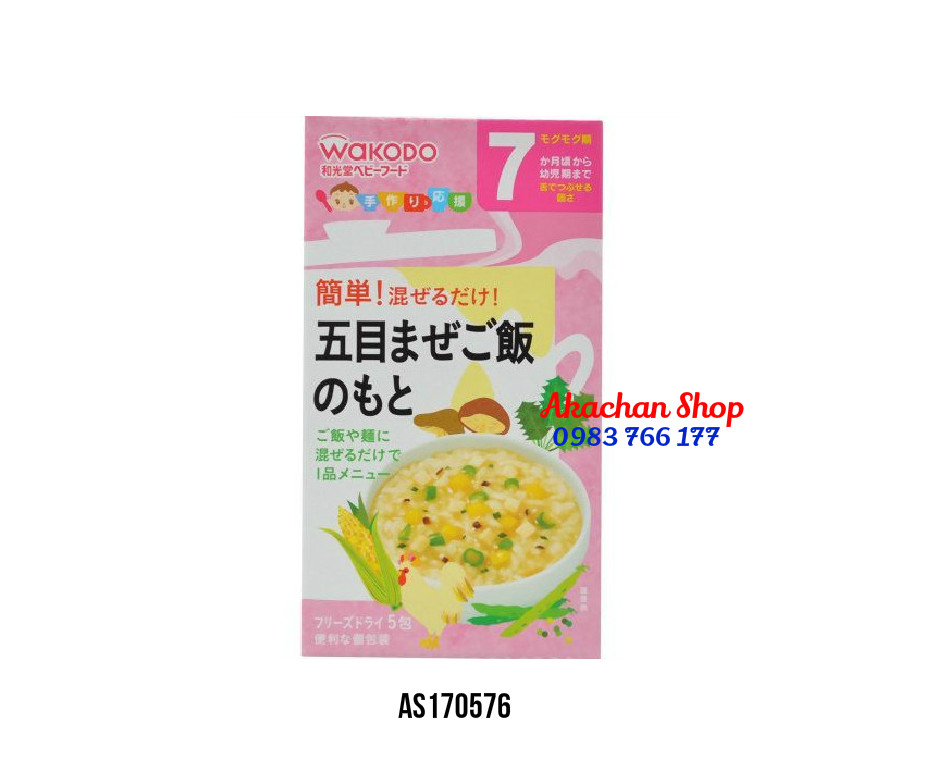 WAKODO
和光堂ベビーフード
手作り応援
7
モグモグ期
か月頃から
幼児期まで
舌でつぶせる
固さ
簡単!混ぜるだけ!
五目まぜご飯
のもと
ご飯や麺に
混ぜるだけで
1品メニュー
Akachan Shop
0983 766 177
フリーズドライ5包
便利な個包装
AS170576